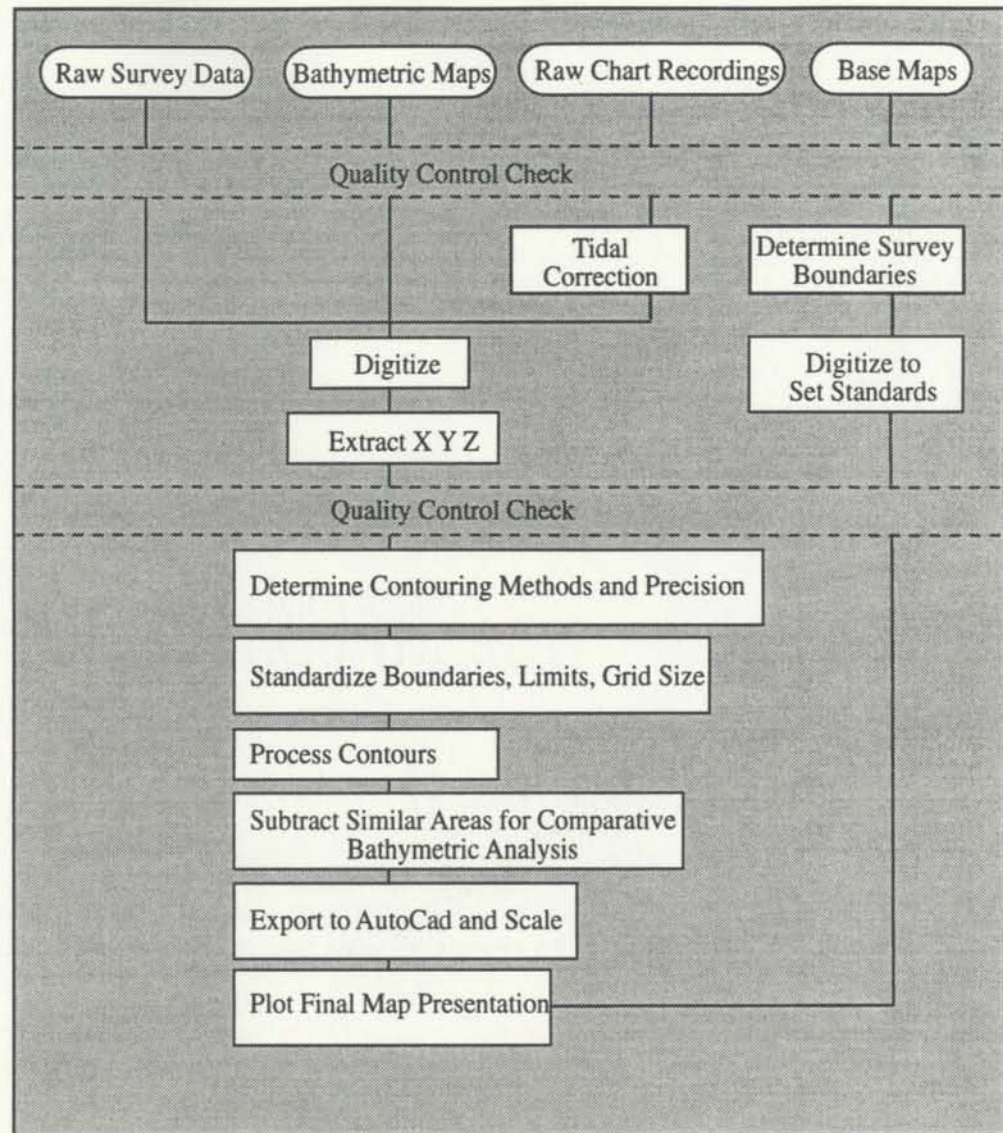 Raw Survey Data
Bathymetric Maps
Raw Chart Recordings
Base Maps
Quality Control Check
Tidal
Correction
Determine Survey
Boundaries
Digitize
Digitize to
Set Standards
Extract X Y Z
Quality Control Check
Determine Contouring Methods and Precision
Standardize Boundaries, Limits, Grid Size
Process Contours
Subtract Similar Areas for Comparative
Bathymetric Analysis
Export to AutoCad and Scale
Plot Final Map Presentation